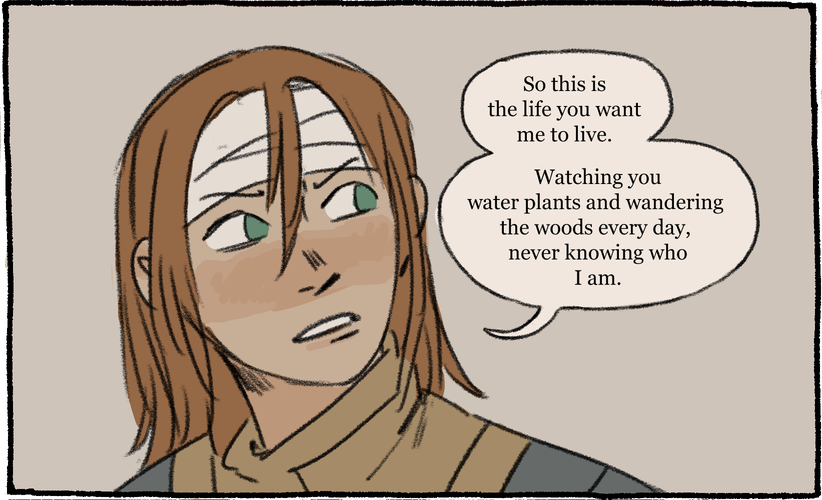 So this is
the life you want
me to live.
Watching you
water plants and wandering
the woods every day,
never knowing who
I am.